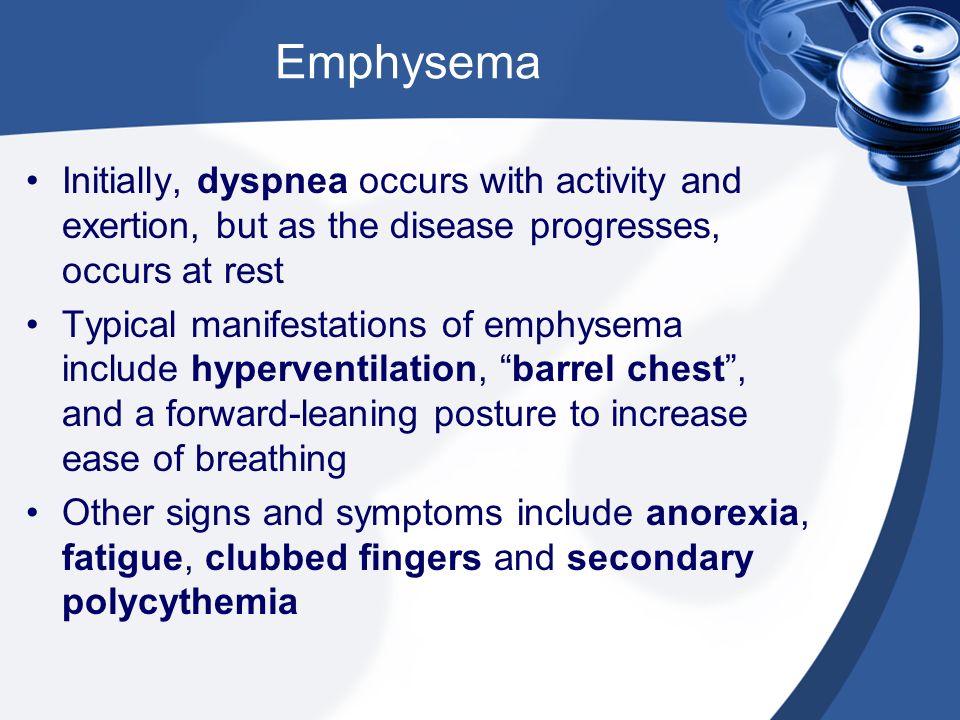 Emphysema
• Initially, dyspnea occurs with activity and
exertion, but as the disease progresses,
occurs at rest
• Typical manifestations of emphysema
include hyperventilation, “barrel chest”,
and a forward-leaning posture to increase
ease of breathing
• Other signs and symptoms include anorexia,
fatigue, clubbed fingers and secondary
polycythemia